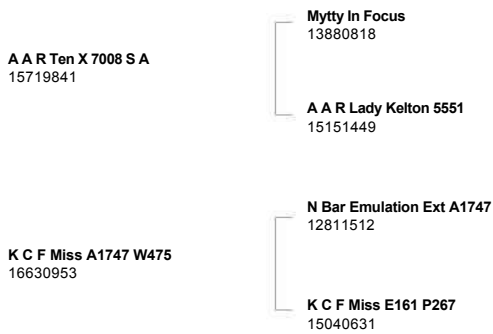 Mytty In Focus
13880818
A A R Ten X 7008 S A
15719841
A A R Lady Kelton 5551
15151449
N Bar Emulation Ext A1747
12811512
K C F Miss A1747 W475
16630953
K C F Miss E161 P267
15040631